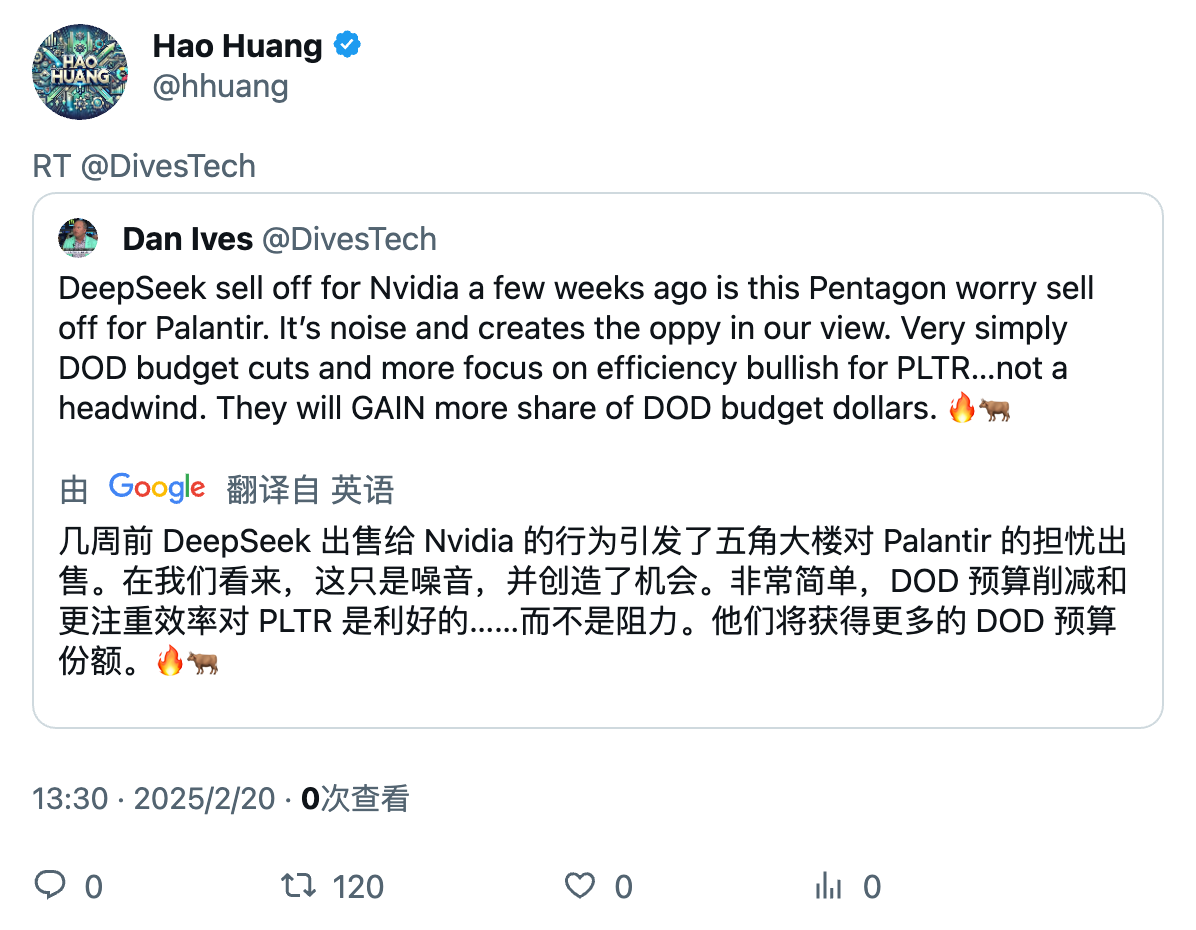 HAO
HUANG
Hao Huang
@hhuang
RT @DivesTech
Dan Ives @DivesTech
DeepSeek sell off for Nvidia a few weeks ago is this Pentagon worry sell
off for Palantir. It’s noise and creates the oppy in our view. Very simply
DOD budget cuts and more focus on efficiency bullish for PLTR…not a
headwind. They will GAIN more share of DOD budget dollars. 🔥🐂
由 Google 翻译自 英语
几周前 DeepSeek 出售给 Nvidia 的行为引发了五角大楼对 Palantir 的担忧出
售。在我们看来，这只是噪音，并创造了机会。非常简单，DOD 预算削减和
更注重效率对 PLTR 是利好的……而不是阻力。他们将获得更多的 DOD 预算
份额。🔥🐂
13:30 · 2025/2/20 · 0次查看
0 120 0 0